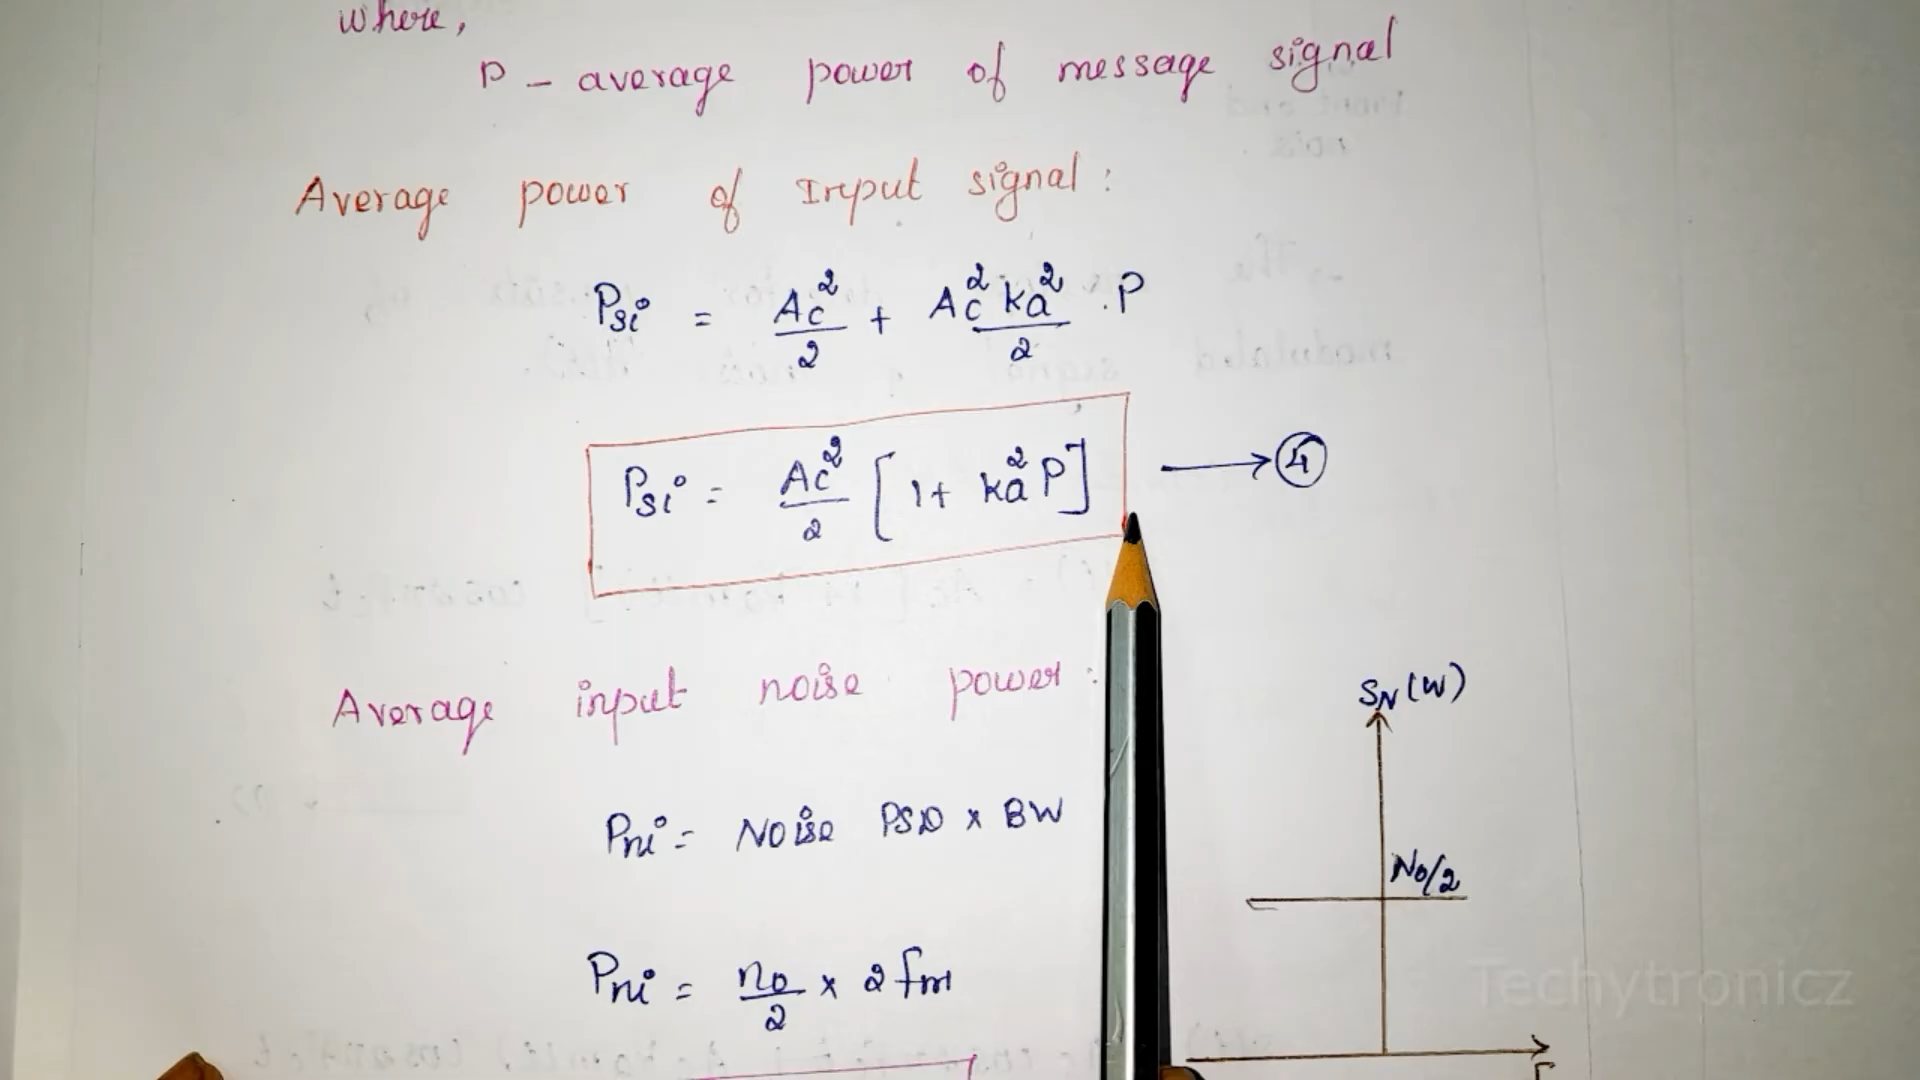 where,
P - average power of message signal
Average power of Input signal:
Psi = Ac²/2 + Ac² ka²/2 . P
Psi = Ac²/2 [1 + ka² P] → 4
Average input noise power:
SN(W)
Pni = Noise PSD × BW
No/2
Pni = no/2 × 2fm
Techytronicz